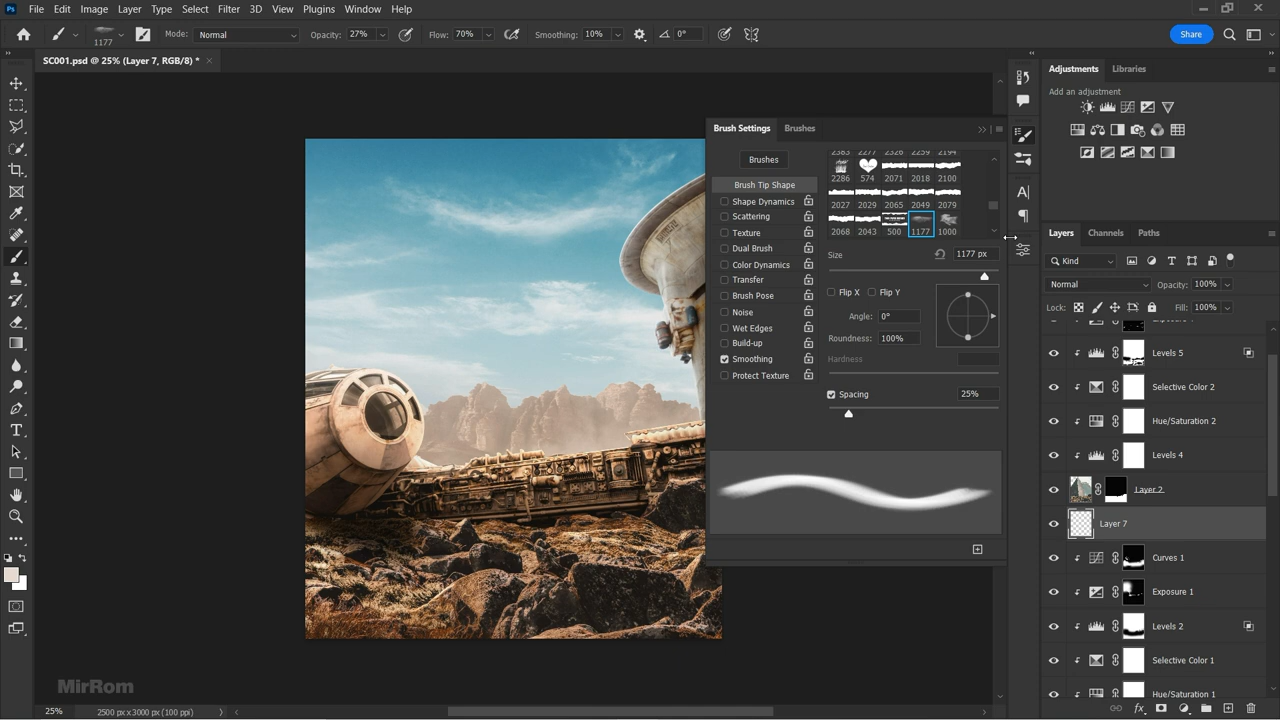 Ps File Edit Image Layer Type Select Filter 3D View Plugins Window Help
1177 Mode: Normal Opacity: 27% Flow: 70% Smoothing: 10% 0° Share
SC001.psd @ 25% (Layer 7, RGB/8) *
Adjustments Libraries
Add an adjustment
Brush Settings Brushes
Brushes
2383 2277 2326 2259 2194
2286 574 2071 2018 2100
2027 2029 2065 2049 2079
2068 2043 500 1177 1000
Brush Tip Shape
Shape Dynamics
Scattering
Texture
Dual Brush
Color Dynamics
Transfer
Brush Pose
Noise
Wet Edges
Build-up
Smoothing
Protect Texture
Size 1177 px
Flip X Flip Y
Angle: 0°
Roundness: 100%
Hardness
Spacing 25%
Layers Channels Paths
Kind
Normal Opacity: 100%
Lock: Fill: 100%
Levels 5
Selective Color 2
Hue/Saturation 2
Levels 4
Layer 2
Layer 7
Curves 1
Exposure 1
Levels 2
Selective Color 1
Hue/Saturation 1
MirRom
25% 2500 px x 3000 px (100 ppi)